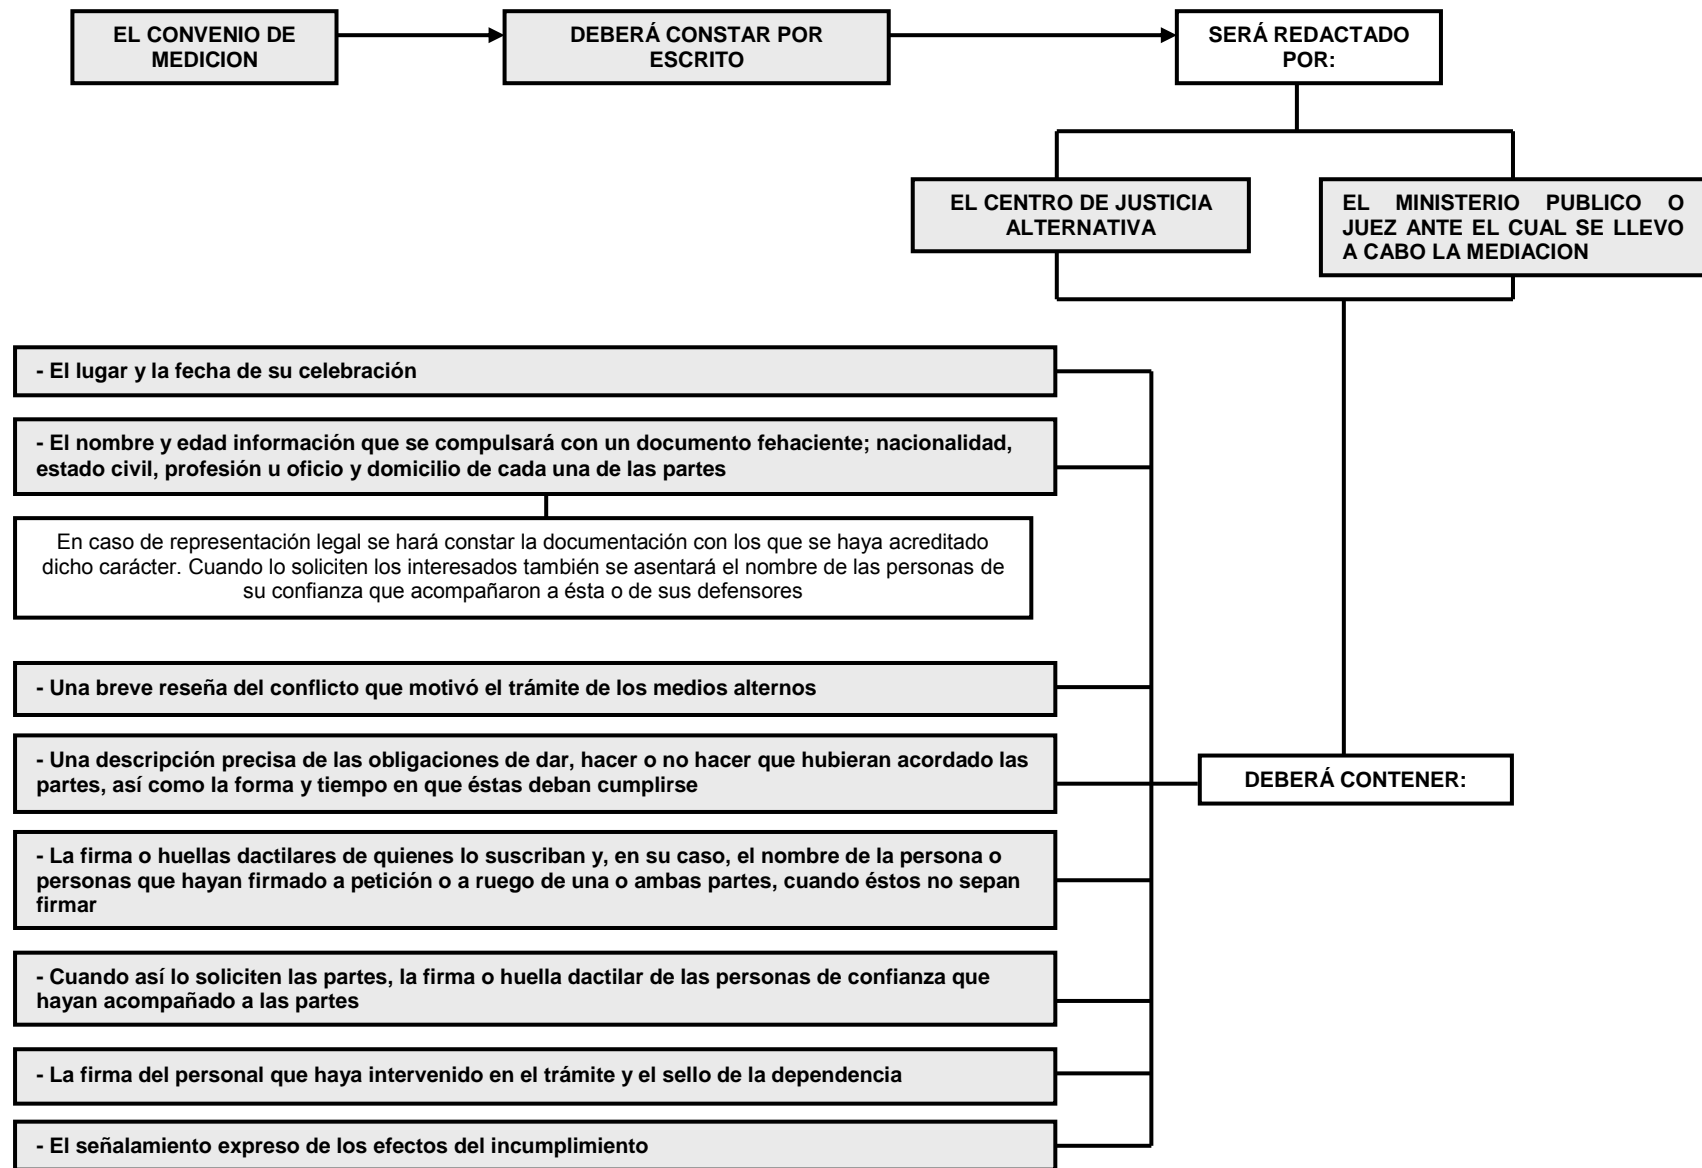 EL CONVENIO DE
MEDICION
DEBERÁ CONSTAR POR
ESCRITO
SERÁ REDACTADO
POR:
EL CENTRO DE JUSTICIA
ALTERNATIVA
EL MINISTERIO PUBLICO O
JUEZ ANTE EL CUAL SE LLEVO
A CABO LA MEDIACION
- El lugar y la fecha de su celebración
- El nombre y edad información que se compulsará con un documento fehaciente; nacionalidad,
estado civil, profesión u oficio y domicilio de cada una de las partes
En caso de representación legal se hará constar la documentación con los que se haya acreditado
dicho carácter. Cuando lo soliciten los interesados también se asentará el nombre de las personas de
su confianza que acompañaron a ésta o de sus defensores
- Una breve reseña del conflicto que motivó el trámite de los medios alternos
- Una descripción precisa de las obligaciones de dar, hacer o no hacer que hubieran acordado las
partes, así como la forma y tiempo en que éstas deban cumplirse
DEBERÁ CONTENER:
- La firma o huellas dactilares de quienes lo suscriban y, en su caso, el nombre de la persona o
personas que hayan firmado a petición o a ruego de una o ambas partes, cuando éstos no sepan
firmar
- Cuando así lo soliciten las partes, la firma o huella dactilar de las personas de confianza que
hayan acompañado a las partes
- La firma del personal que haya intervenido en el trámite y el sello de la dependencia
- El señalamiento expreso de los efectos del incumplimiento